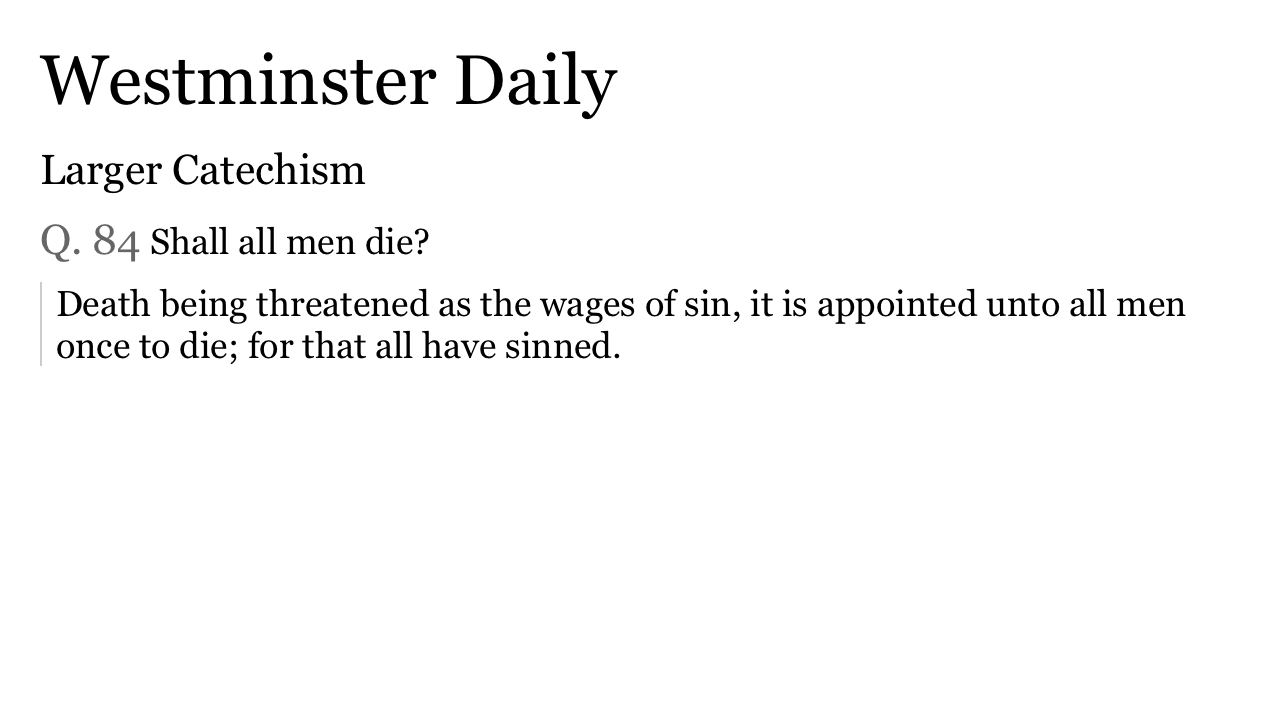 Westminster Daily
Larger Catechism
Q. 84 Shall all men die?
Death being threatened as the wages of sin, it is appointed unto all men
once to die; for that all have sinned.